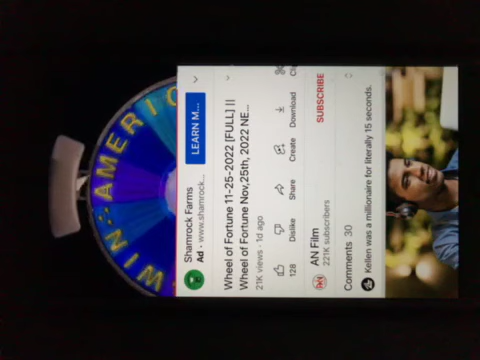 WIN AMERIC
Shamrock Farms
Ad · www.shamrock...
LEARN M...
Wheel of Fortune 11-25-2022 [FULL] ||
Wheel of Fortune Nov,25th, 2022 NE...
21K views · 1d ago
128
Dislike
Share
Create
Download
Cli
AN Film
221K subscribers
SUBSCRIBE
Comments 30
Kellen was a millionaire for literally 15 seconds.